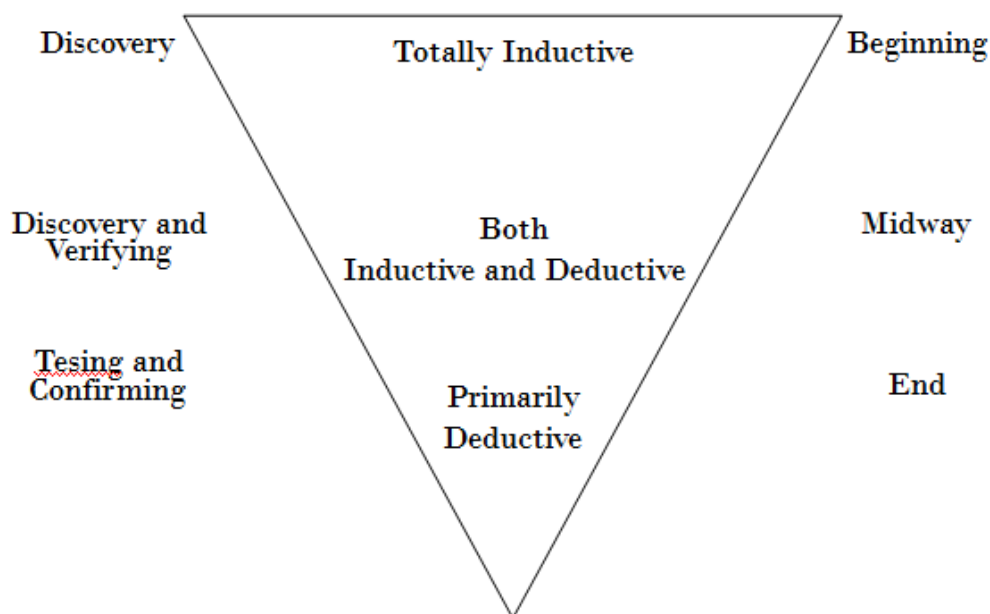 Discovery
Totally Inductive
Beginning
Discovery and
Verifying
Both
Inductive and Deductive
Midway
Tesing and
Confirming
Primarily
Deductive
End